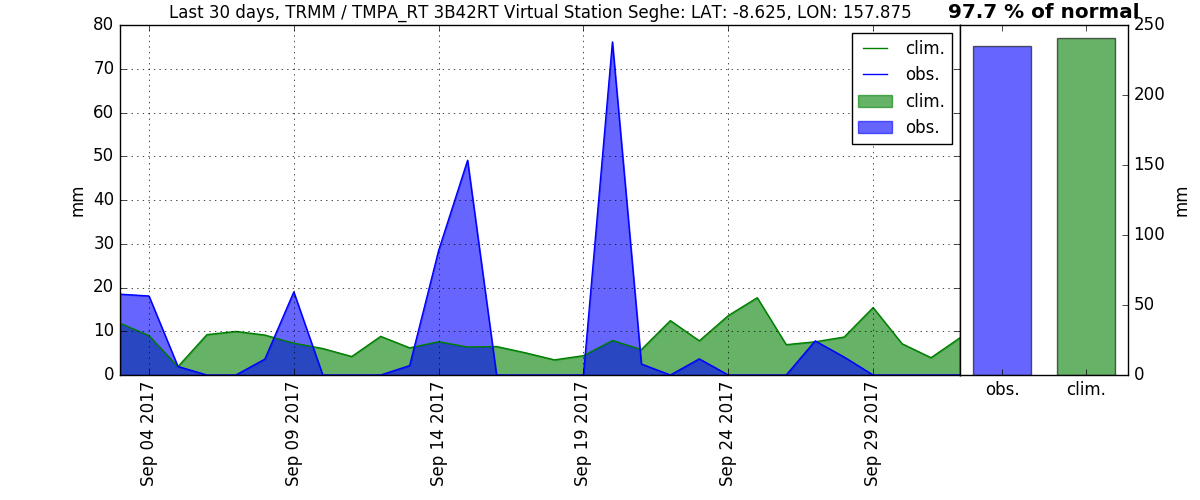 Last 30 days, TRMM / TMPA_RT 3B42RT Virtual Station Seghe: LAT: -8.625, LON: 157.875
97.7 % of normal
80
70
60
50
40
30
20
10
0
mm
clim.
obs.
clim.
obs.
Sep 04 2017
Sep 09 2017
Sep 14 2017
Sep 19 2017
Sep 24 2017
Sep 29 2017
250
200
150
100
50
0
mm
obs.
clim.